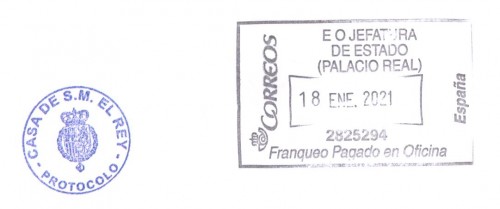 CASA DE S.M. EL REY
- PROTOCOLO -
CORREOS
E O JEFATURA
DE ESTADO
(PALACIO REAL)
18 ENE. 2021
2825294
Franqueo Pagado en Oficina
España